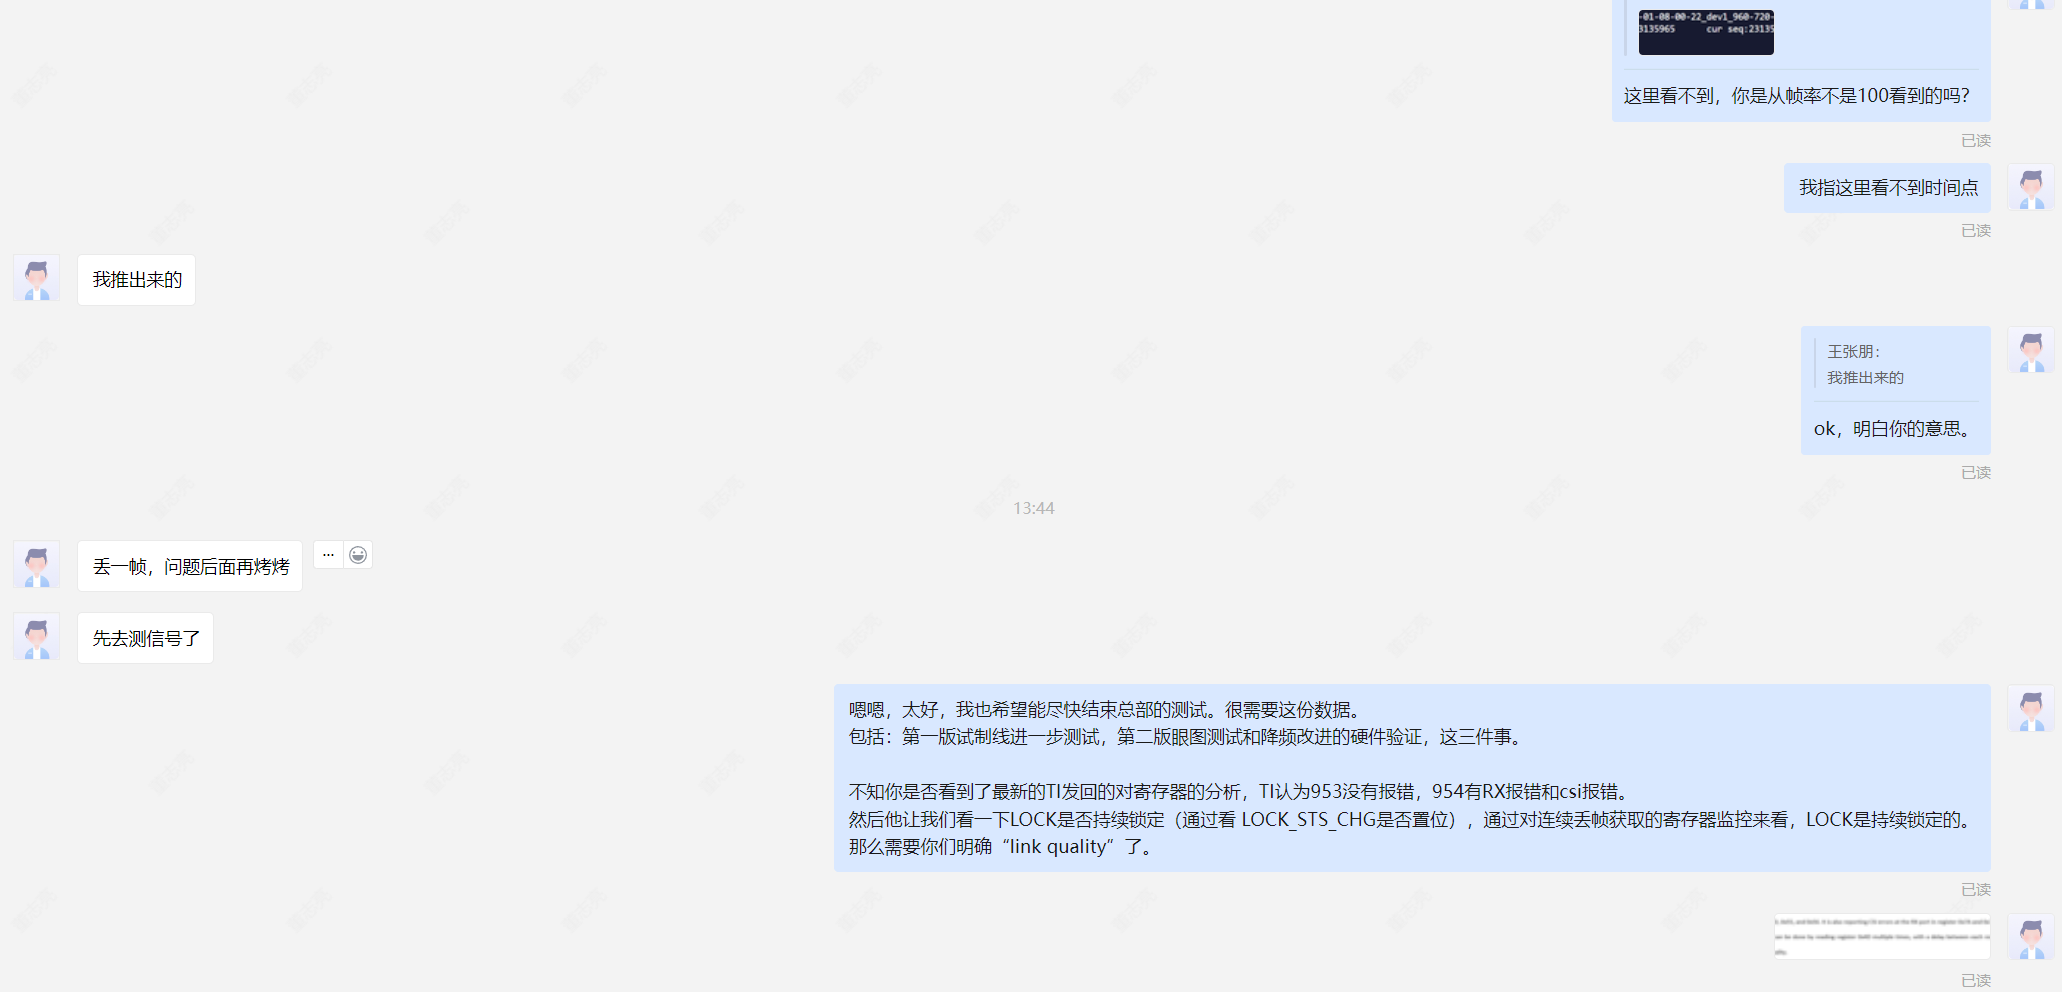 -01-08-00-22_dev1_960-720-
3135965 cur seq:23135
这里看不到，你是从帧率不是100看到的吗？
已读
我指这里看不到时间点
已读
我推出来的
王张朋：
我推出来的
ok，明白你的意思。
已读
13:44
丢一帧，问题后面再烤烤
先去测信号了
嗯嗯，太好，我也希望能尽快结束总部的测试。很需要这份数据。
包括：第一版试制线进一步测试，第二版眼图测试和降频改进的硬件验证，这三件事。
不知你是否看到了最新的TI发回的对寄存器的分析，TI认为953没有报错，954有RX报错和csi报错。
然后他让我们看一下LOCK是否持续锁定（通过看 LOCK_STS_CHG是否置位），通过对连续丢帧获取的寄存器监控来看，LOCK是持续锁定的。
那么需要你们明确“link quality”了。
已读
已读